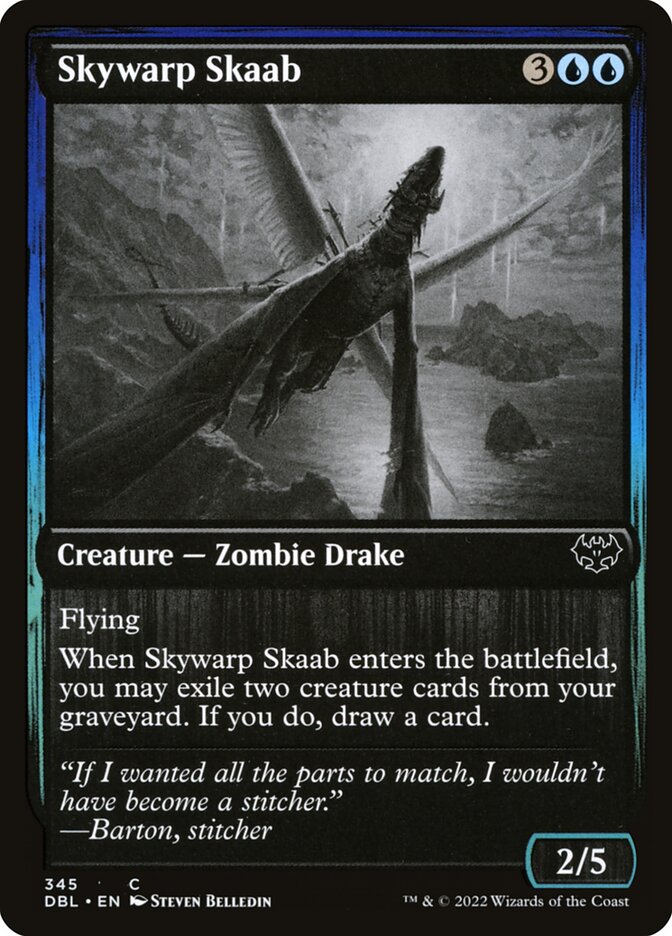 Skywarp Skaab 3
Creature — Zombie Drake
Flying
When Skywarp Skaab enters the battlefield,
you may exile two creature cards from your
graveyard. If you do, draw a card.
“If I wanted all the parts to match, I wouldn’t
have become a stitcher.”
—Barton, stitcher
2/5
345 C
DBL • EN Steven Belledin ™ & © 2022 Wizards of the Coast